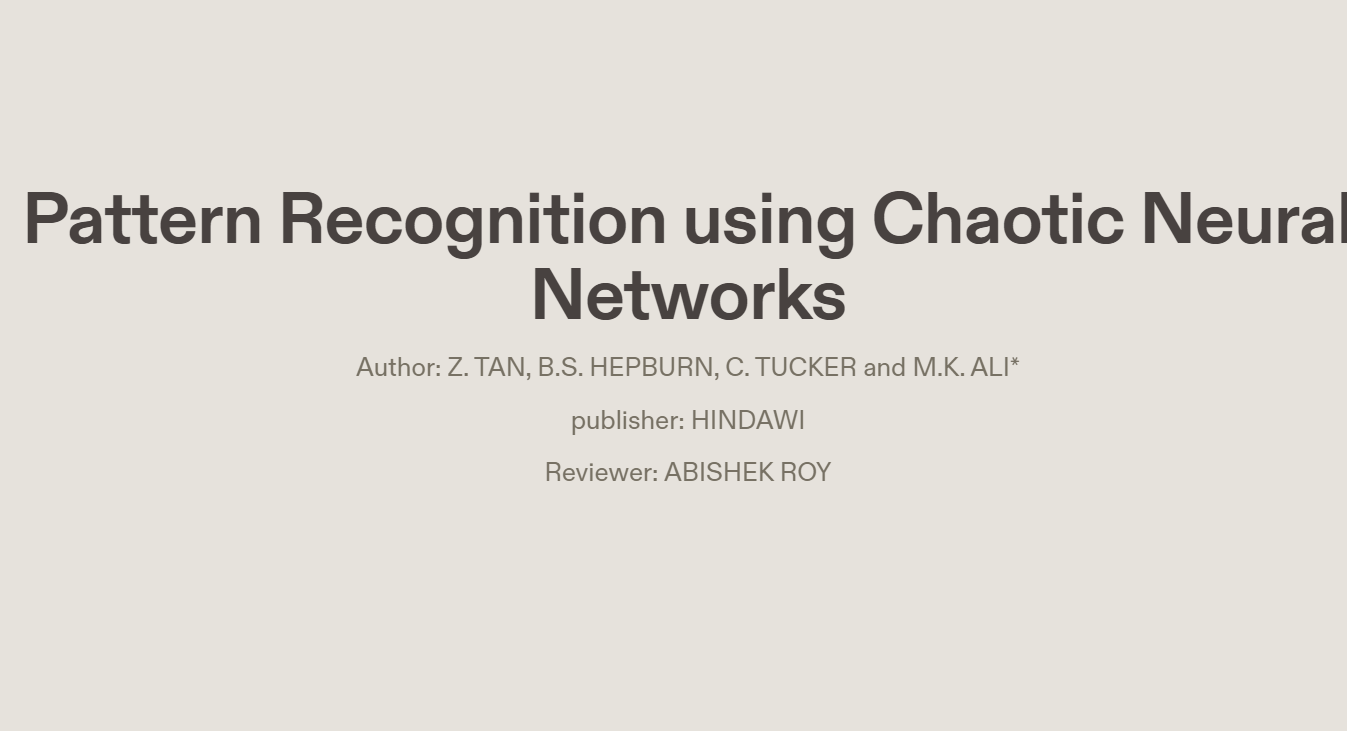 Pattern Recognition using Chaotic Neural
Networks
Author: Z. TAN, B.S. HEPBURN, C. TUCKER and M.K. ALI*
publisher: HINDAWI
Reviewer: ABISHEK ROY